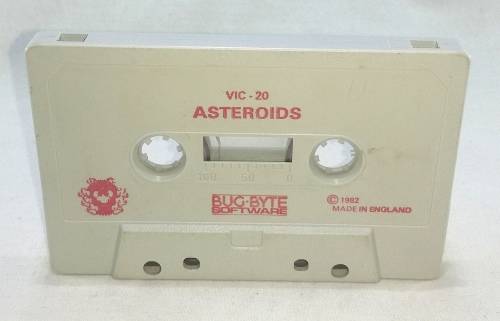 VIC-20
ASTEROIDS
100 50 0
BUG-BYTE
SOFTWARE
© 1982
MADE IN ENGLAND